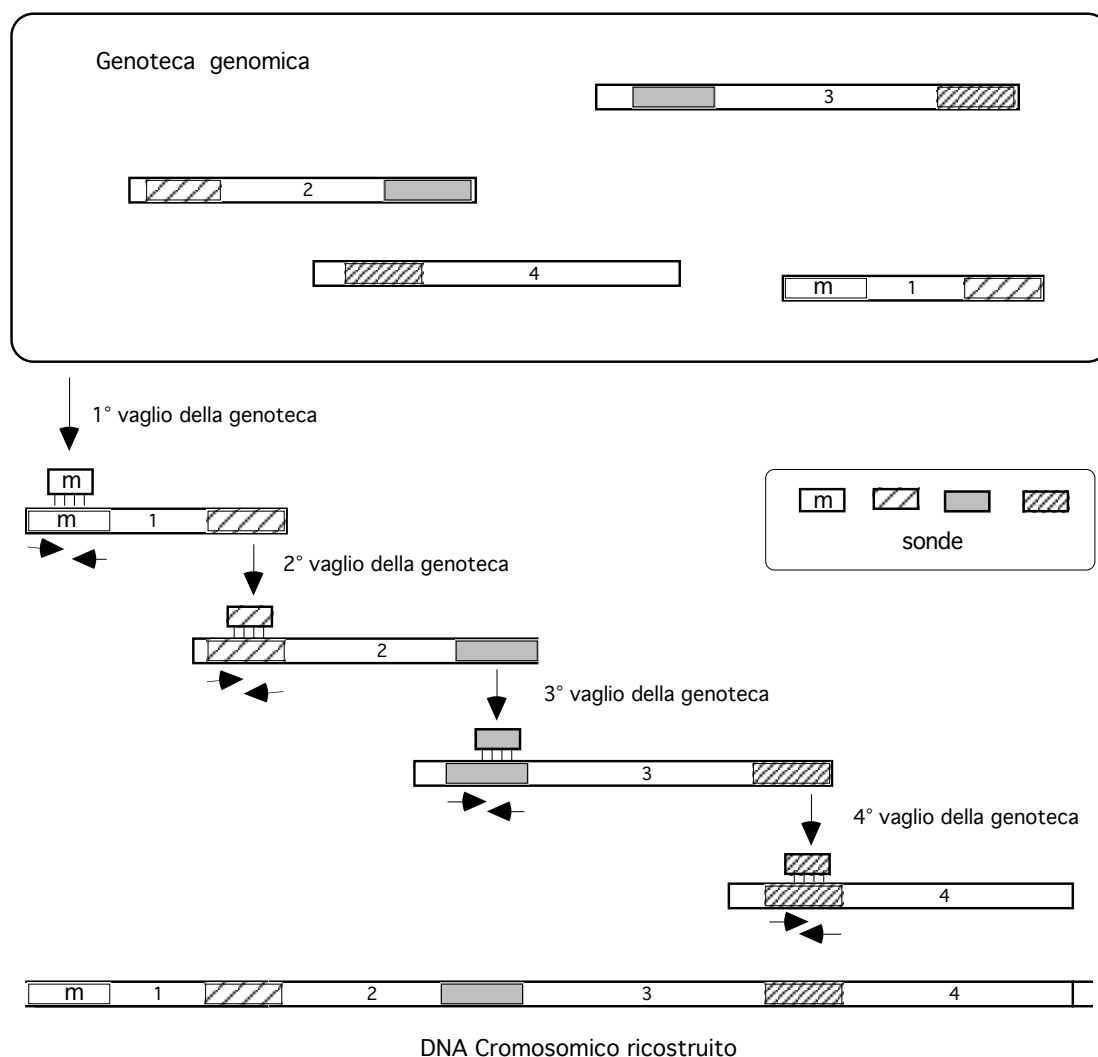 Genoteca genomica
3
2
4
m 1
1° vaglio della genoteca
m
m 1
m
sonde
2° vaglio della genoteca
2
3° vaglio della genoteca
3
4° vaglio della genoteca
4
m 1 2 3 4
DNA Cromosomico ricostruito